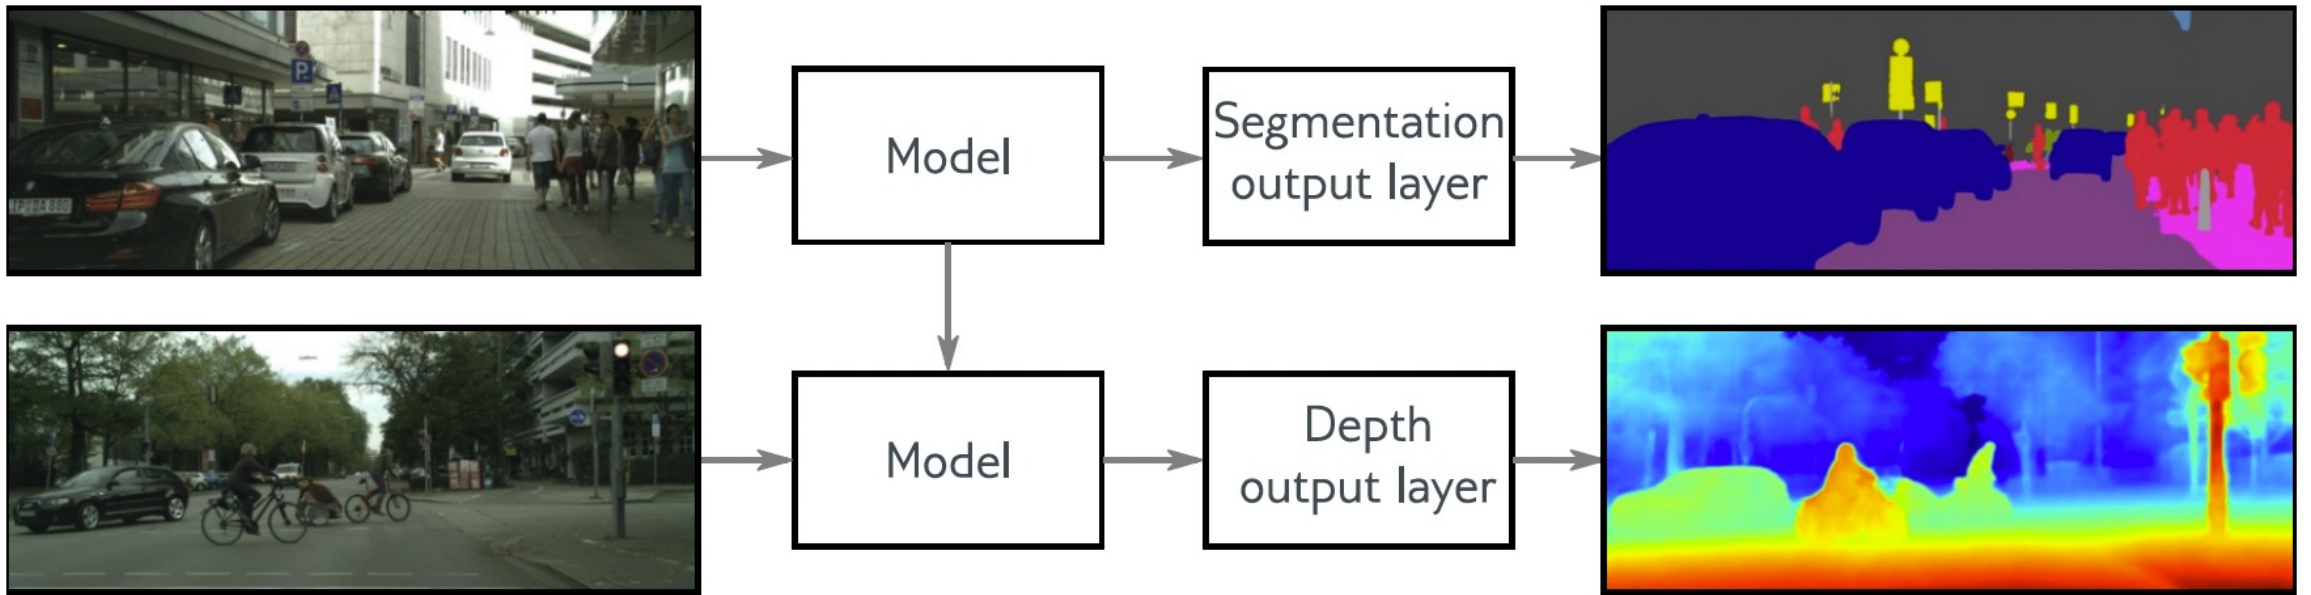 P
Model
Segmentation
output layer
Model
Depth
output layer